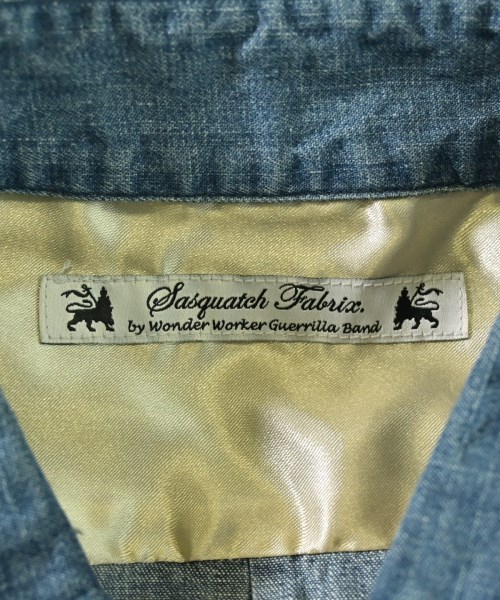 Sasquatch Fabrix.
by Wonder Worker Guerrilla Band